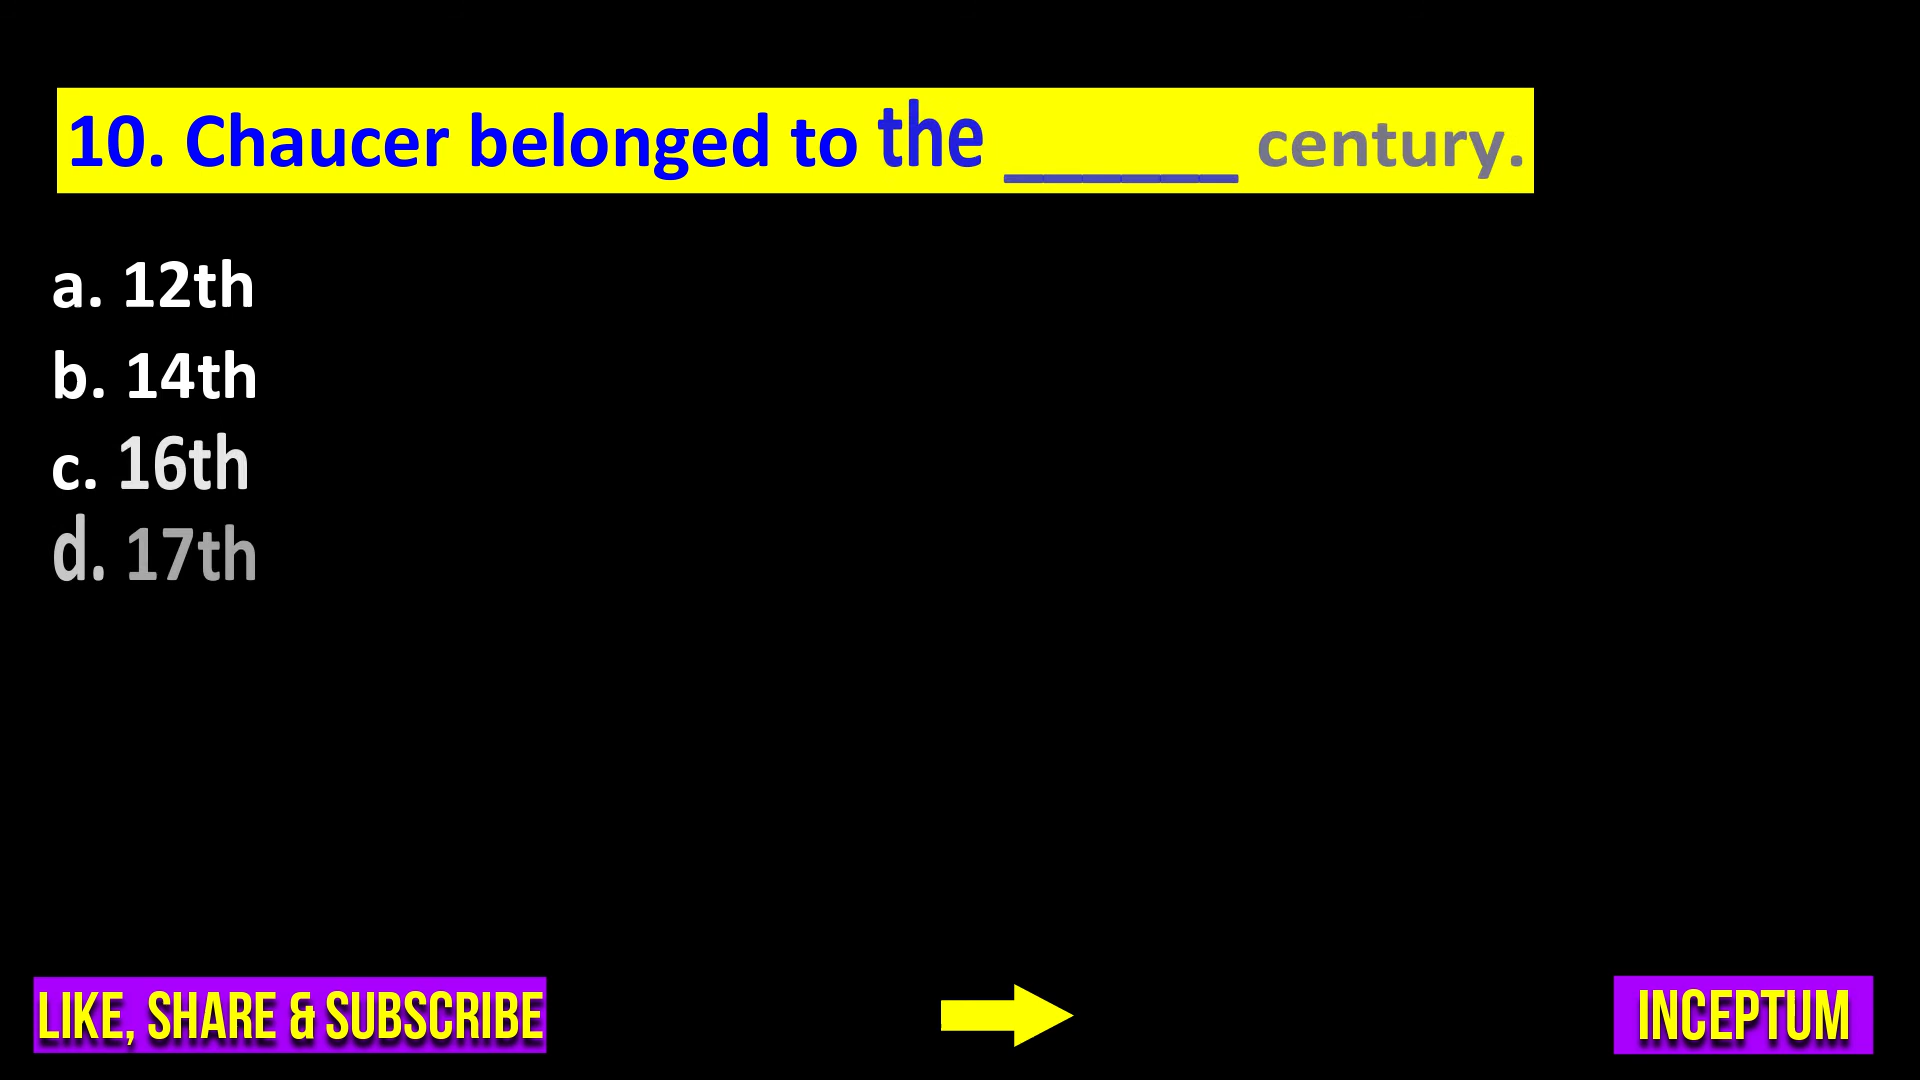 10. Chaucer belonged to the ______ century.
a. 12th
b. 14th
c. 16th
d. 17th
LIKE, SHARE & SUBSCRIBE
INCEPTUM